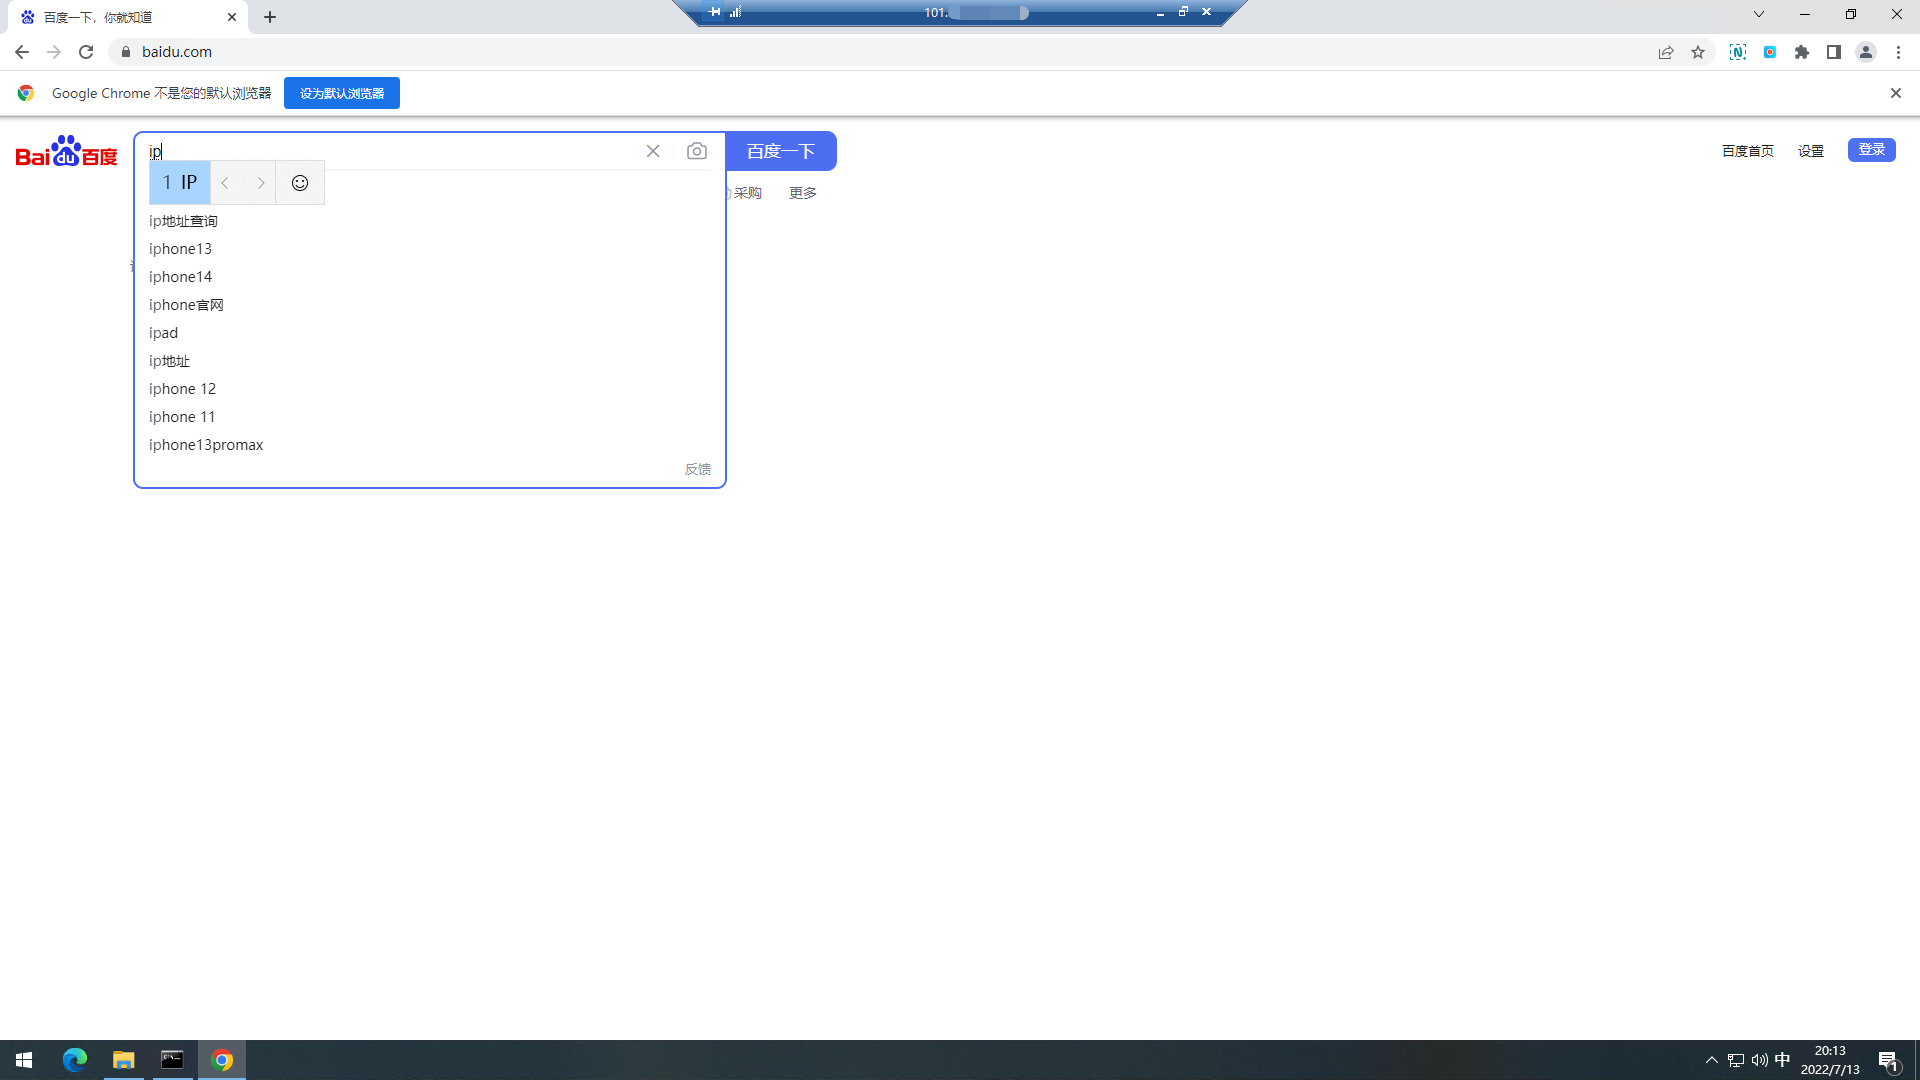 百度一下，你就知道
101.
baidu.com
Google Chrome 不是您的默认浏览器
设为默认浏览器
Bai du 百度
ip
百度一下
百度首页
设置
登录
1 IP
采购
更多
ip地址查询
iphone13
iphone14
iphone官网
ipad
ip地址
iphone 12
iphone 11
iphone13promax
反馈
中
20:13
2022/7/13
1